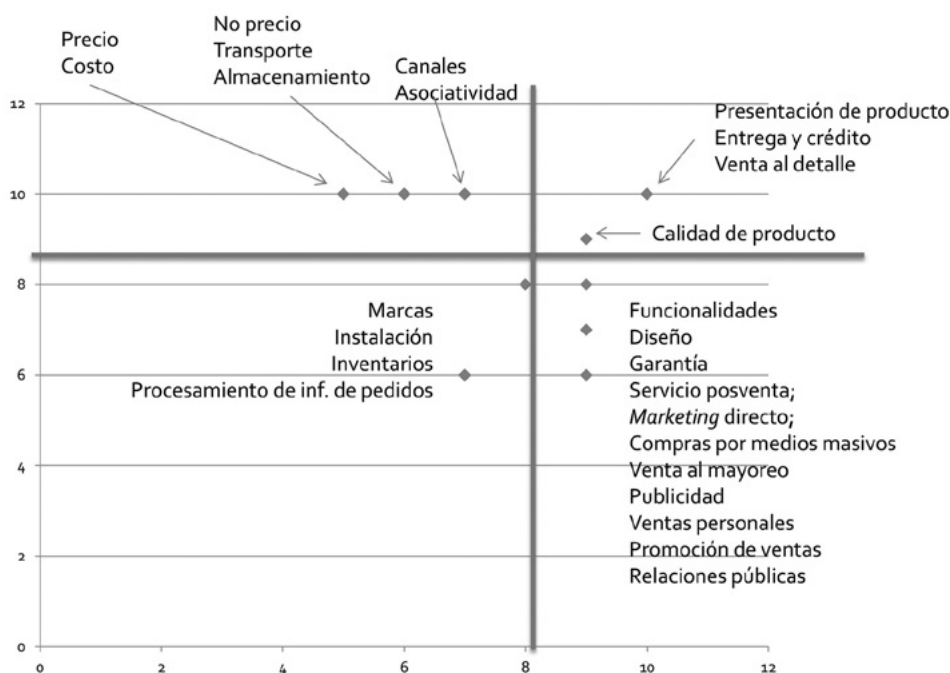 Precio
Costo
No precio
Transporte
Almacenamiento
Canales
Asociatividad
Presentación de producto
Entrega y crédito
Venta al detalle
Calidad de producto
12
10
8
6
4
2
0
Marcas
Instalación
Inventarios
Procesamiento de inf. de pedidos
Funcionalidades
Diseño
Garantía
Servicio posventa;
Marketing directo;
Compras por medios masivos
Venta al mayoreo
Publicidad
Ventas personales
Promoción de ventas
Relaciones públicas
0 2 4 6 8 10 12